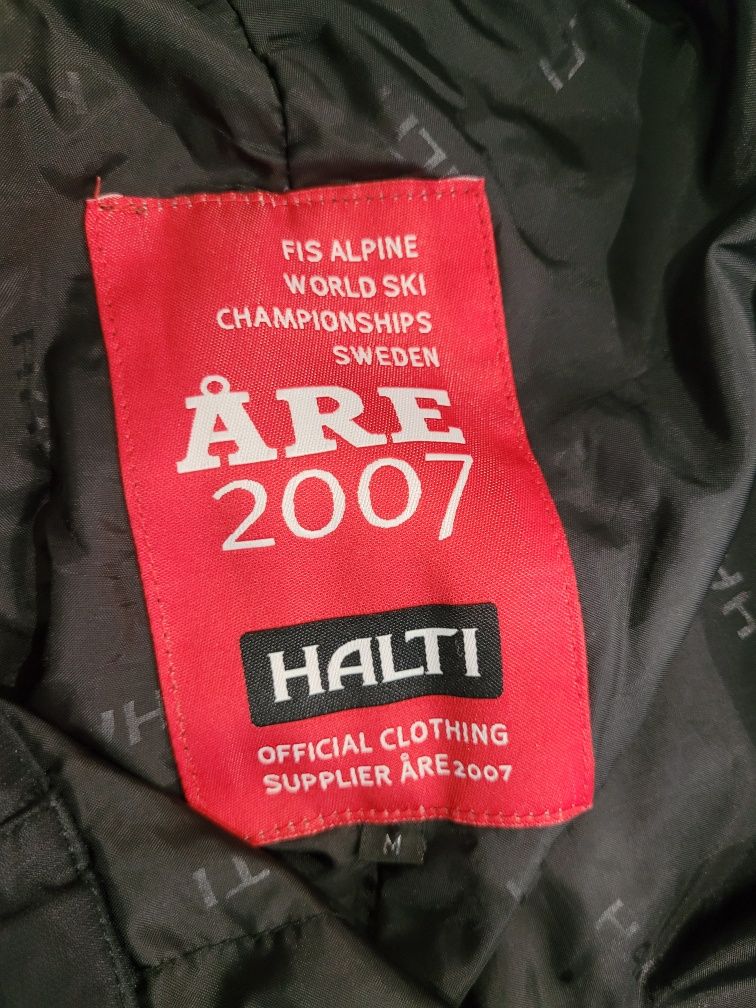 FIS ALPINE
WORLD SKI
CHAMPIONSHIPS
SWEDEN
ÅRE
2007
HALTI
OFFICIAL CLOTHING
SUPPLIER ÅRE 2007
M